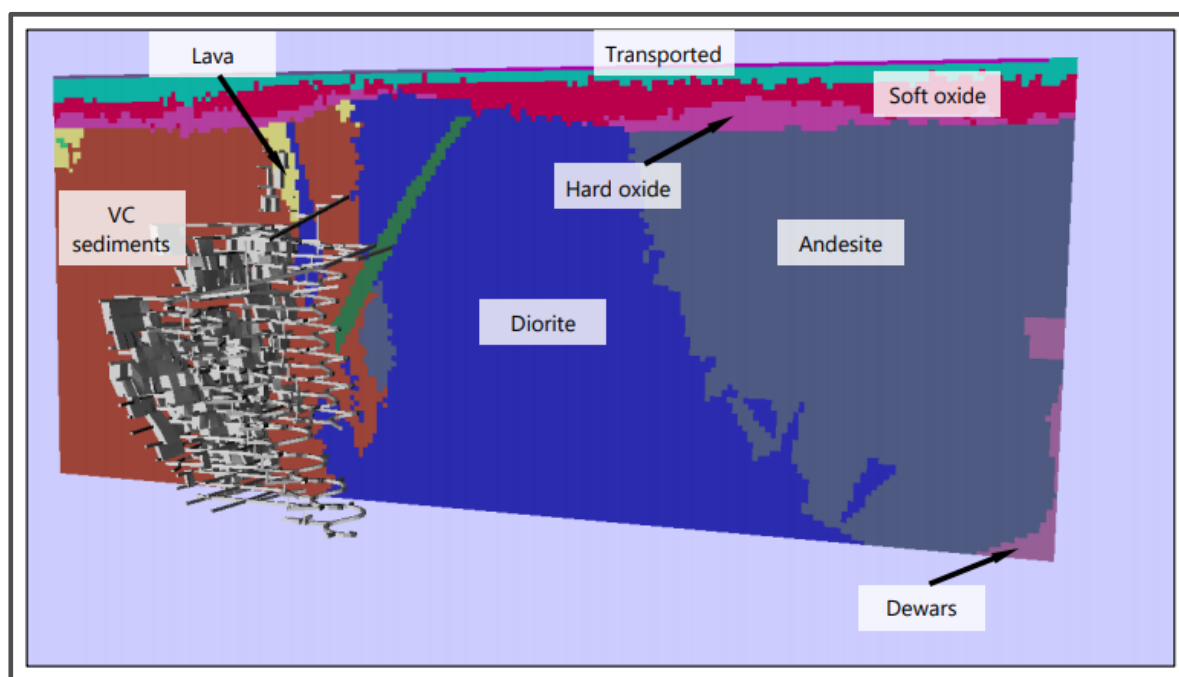 Lava
Transported
Soft oxide
Hard oxide
VC
sediments
Andesite
Diorite
Dewars